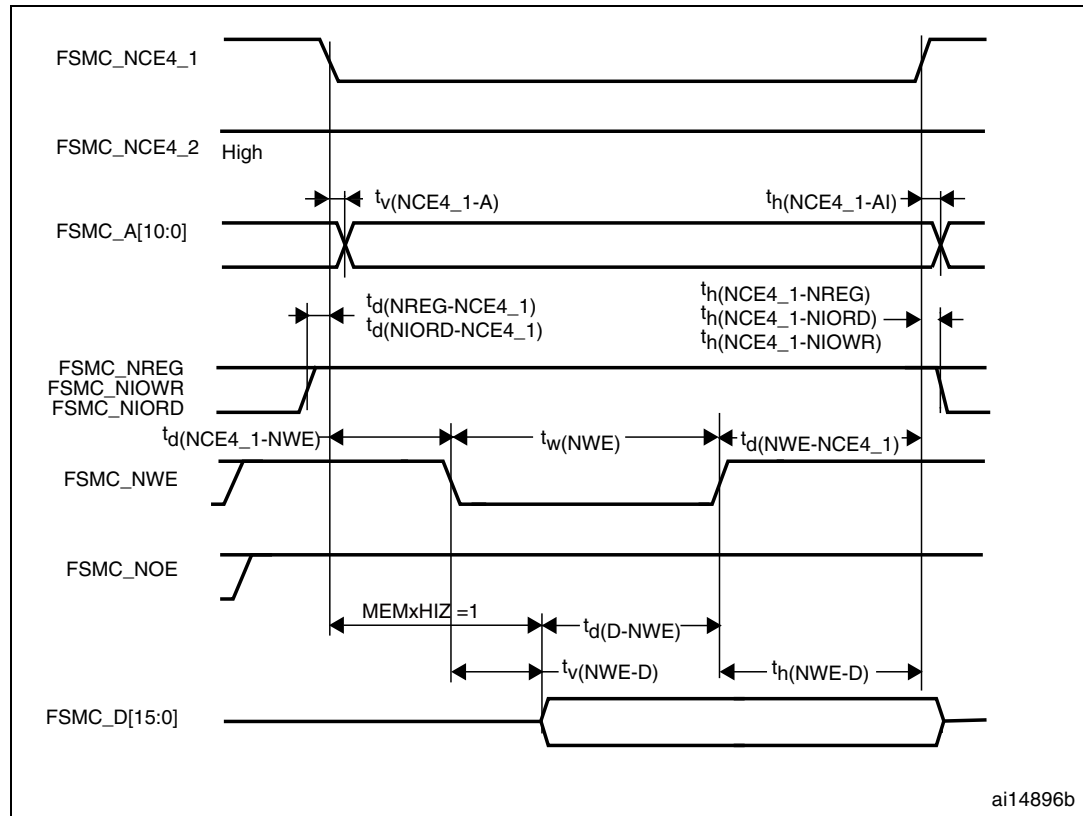 FSMC_NCE4_1
FSMC_NCE4_2 High
tv(NCE4_1-A)
th(NCE4_1-AI)
FSMC_A[10:0]
td(NREG-NCE4_1)
td(NIORD-NCE4_1)
th(NCE4_1-NREG)
th(NCE4_1-NIORD)
th(NCE4_1-NIOWR)
FSMC_NREG
FSMC_NIOWR
FSMC_NIORD
td(NCE4_1-NWE)
tw(NWE)
td(NWE-NCE4_1)
FSMC_NWE
FSMC_NOE
MEMxHIZ =1
td(D-NWE)
tv(NWE-D)
th(NWE-D)
FSMC_D[15:0]
ai14896b